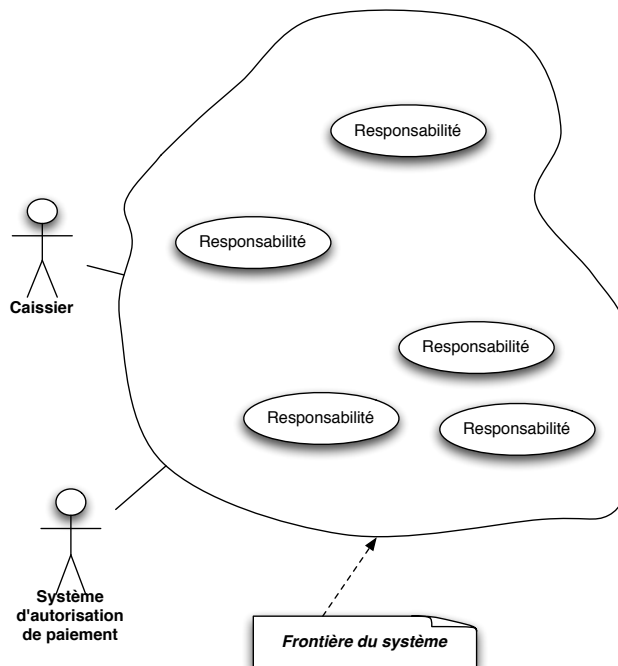 Responsabilité
Responsabilité
Caissier
Responsabilité
Responsabilité
Responsabilité
Système
d'autorisation
de paiement
Frontière du système